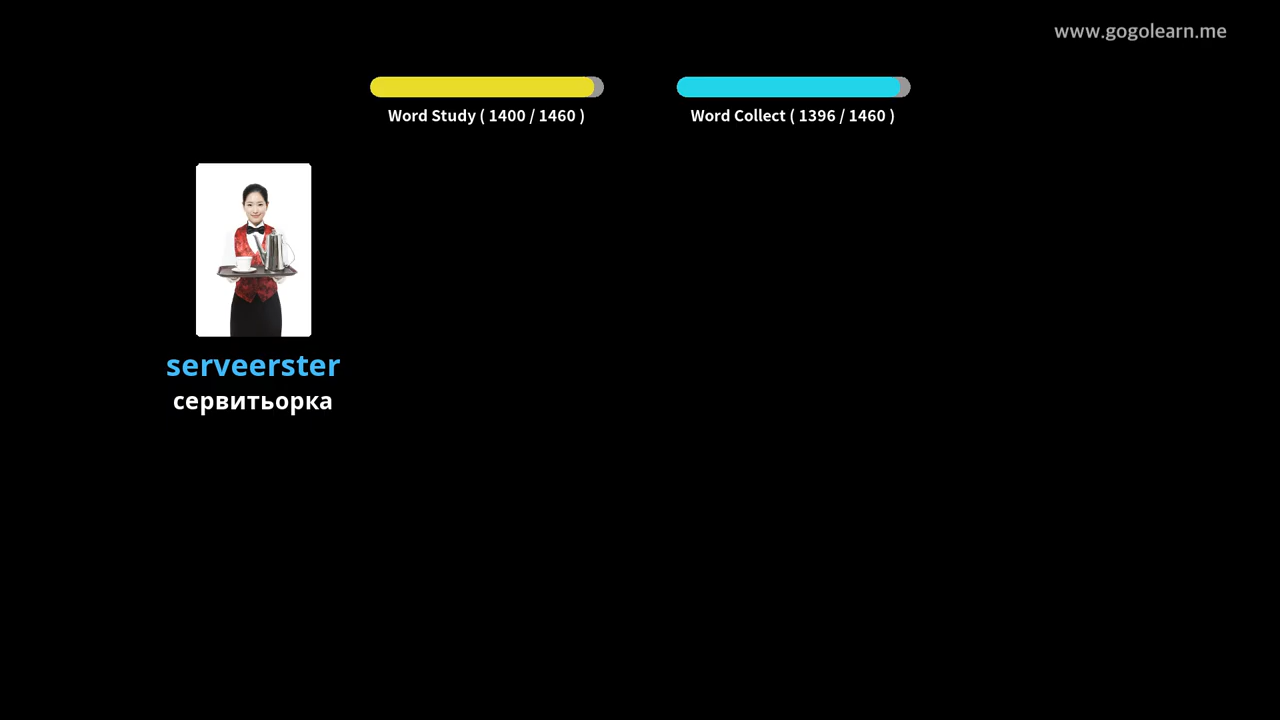 www.gogolearn.me
Word Study ( 1400 / 1460 )
Word Collect ( 1396 / 1460 )
serveerster
сервитьорка